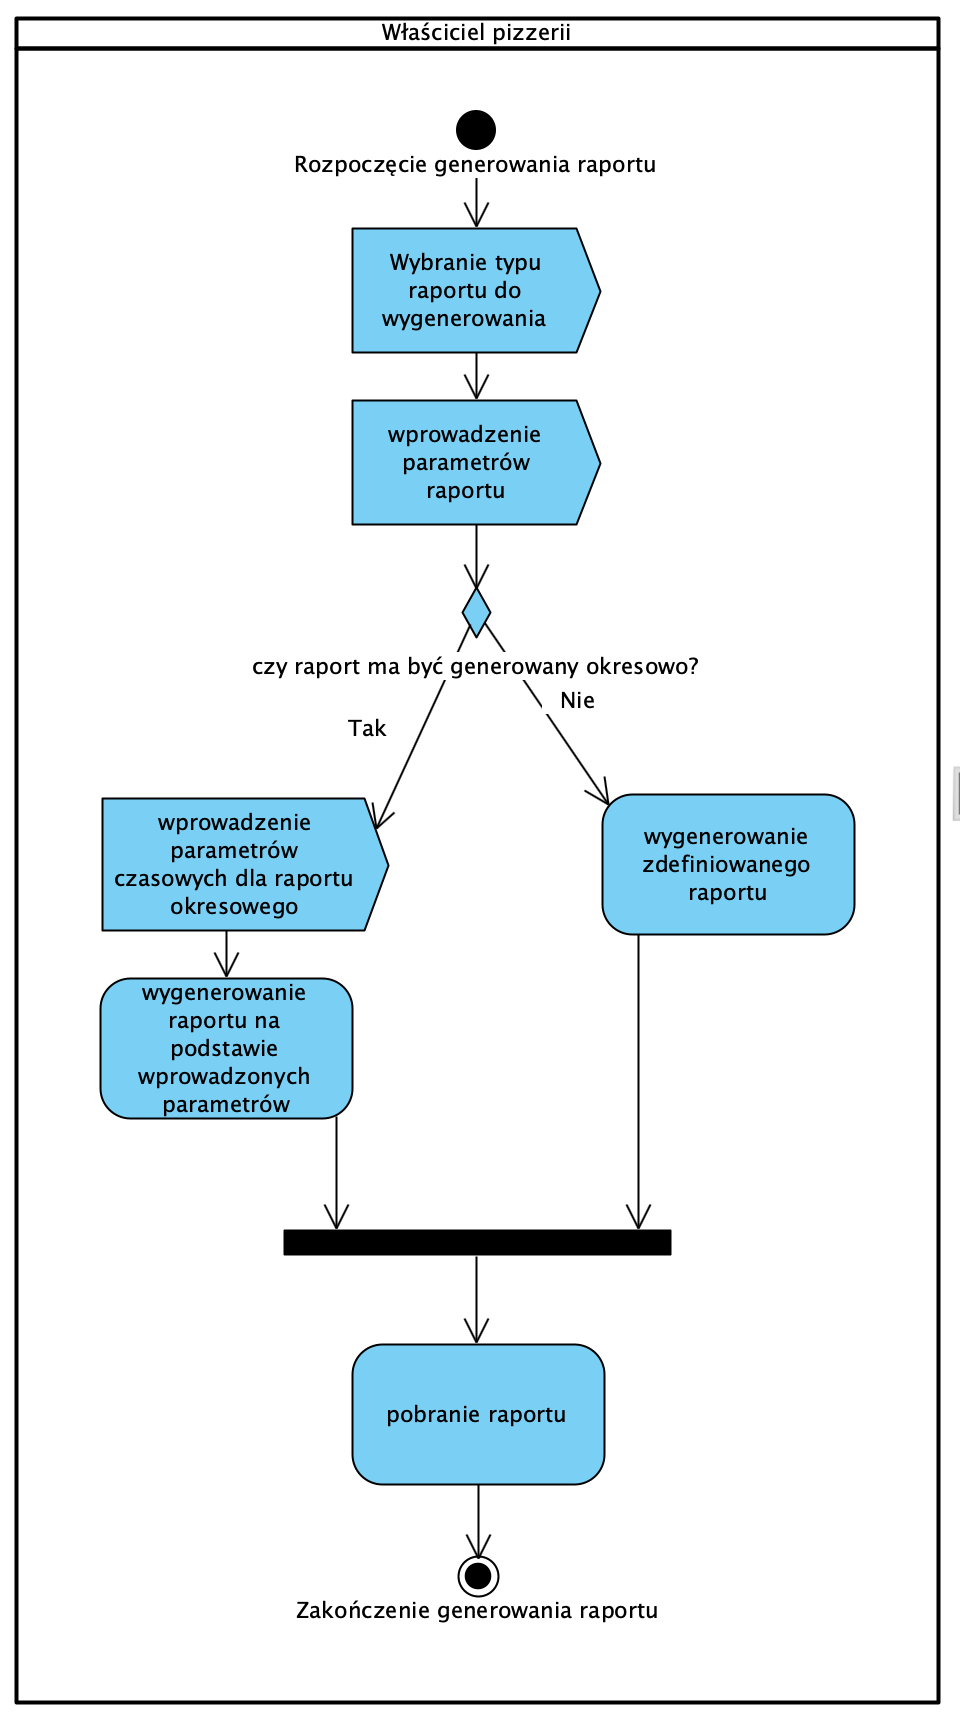 Właściciel pizzerii
Rozpoczęcie generowania raportu
Wybranie typu
raportu do
wygenerowania
wprowadzenie
parametrów
raportu
czy raport ma być generowany okresowo?
Nie
Tak
wprowadzenie
parametrów
czasowych dla raportu
okresowego
wygenerowanie
zdefiniowanego
raportu
wygenerowanie
raportu na
podstawie
wprowadzonych
parametrów
pobranie raportu
Zakończenie generowania raportu